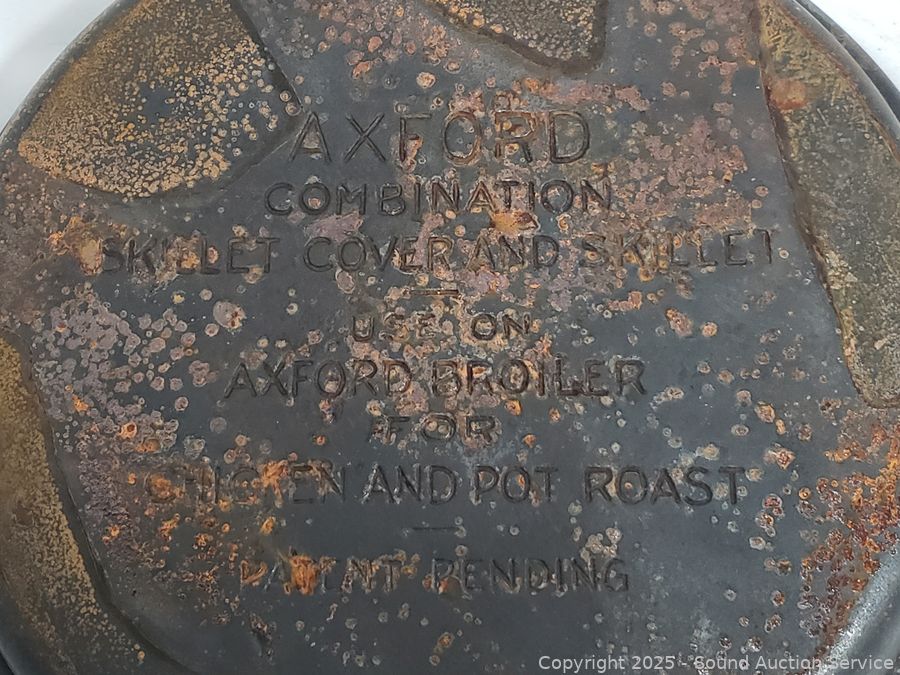 AXFORD
COMBINATION
SKILLET COVER AND SKILLET
USE ON
AXFORD BROILER
FOR
CHICKEN AND POT ROAST
PATENT PENDING
Copyright 2025 - Sound Auction Service